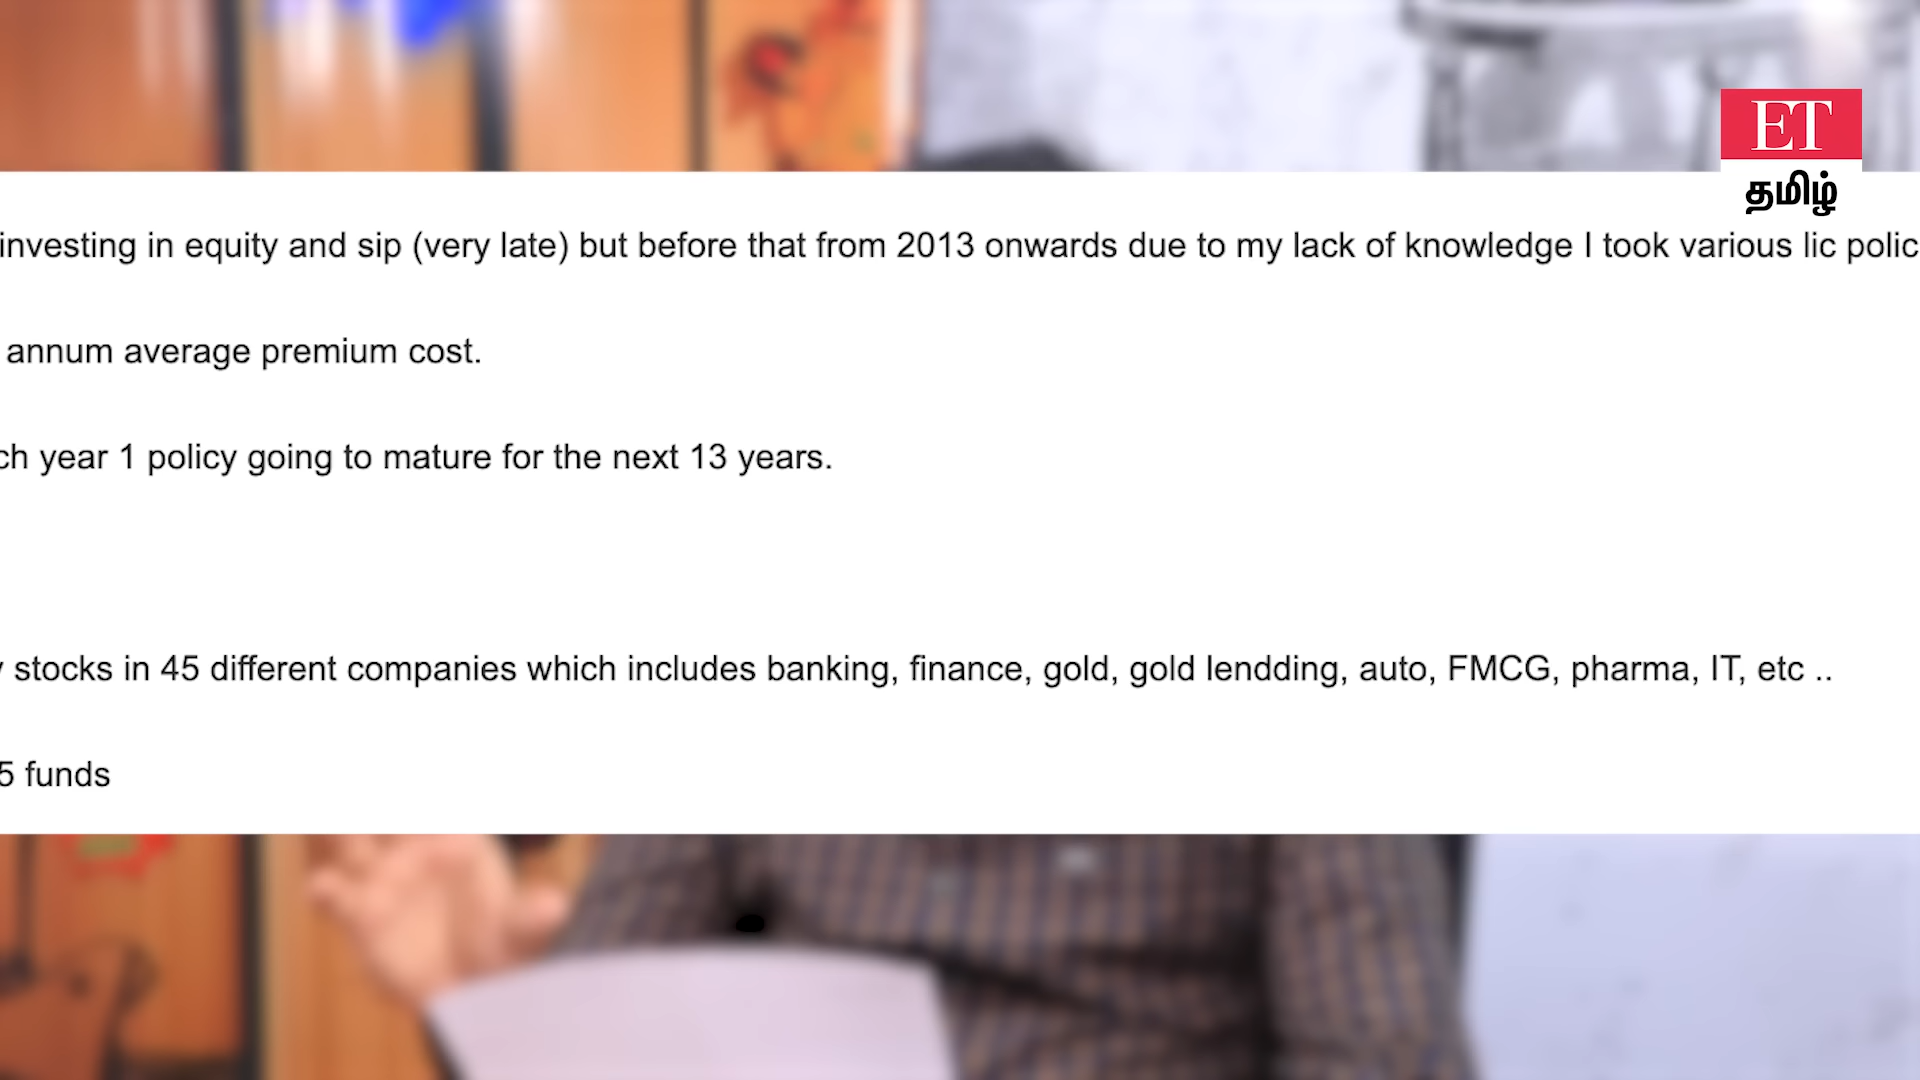 ET
தமிழ்
investing in equity and sip (very late) but before that from 2013 onwards due to my lack of knowledge I took various lic
annum average premium cost.
year 1 policy going to mature for the next 13 years.
stocks in 45 different companies which includes banking, finance, gold, gold lendding, auto, FMCG, pharma, IT, etc ..
5 funds